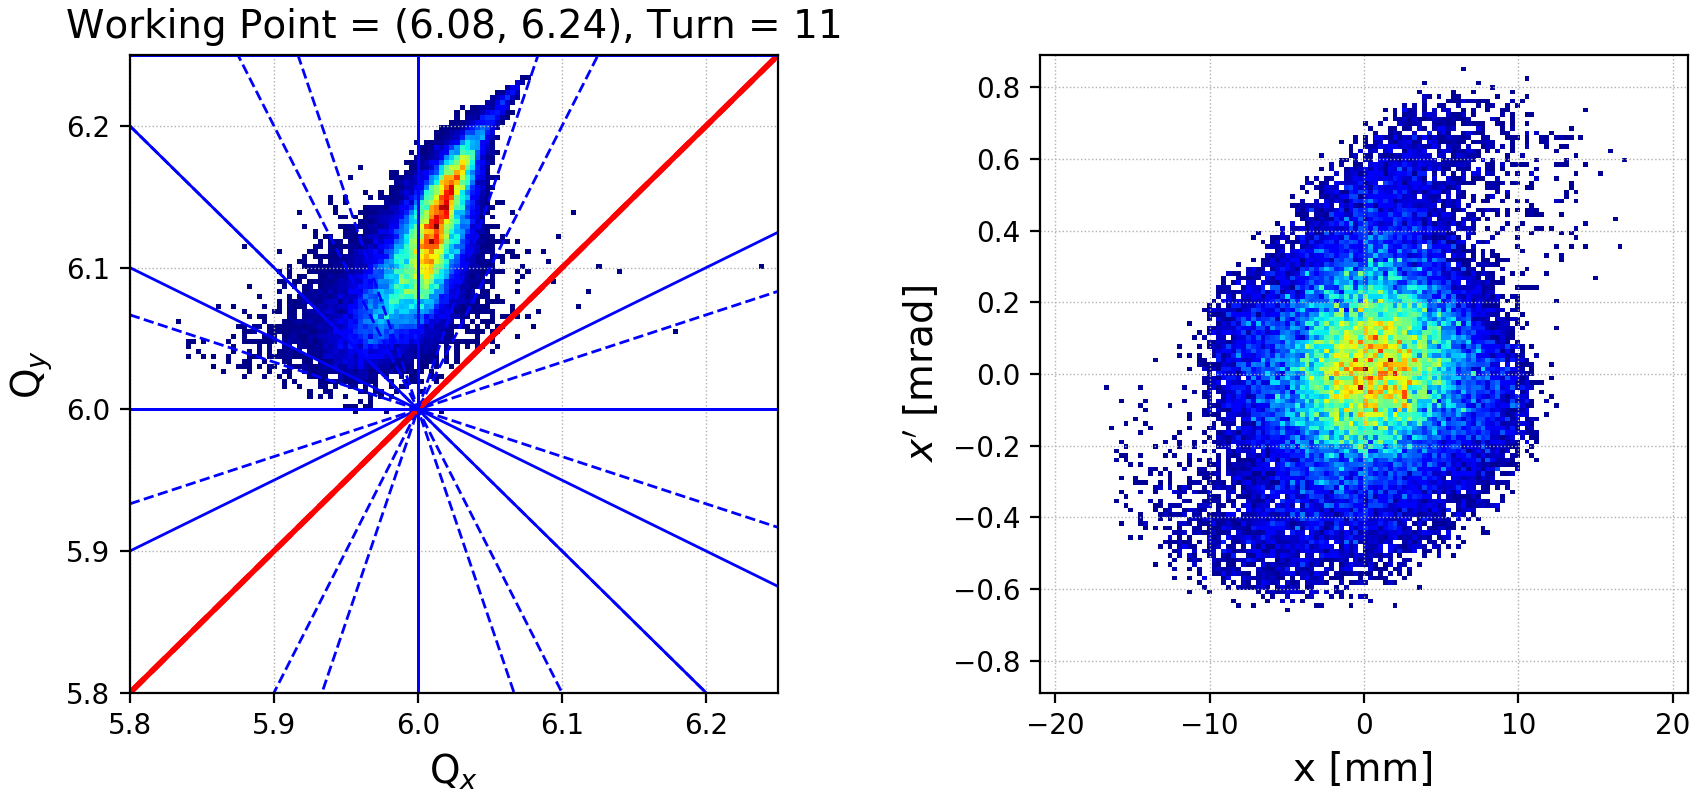 Working Point = (6.08, 6.24), Turn = 11
6.2
6.1
6.0
5.9
5.8
Q_y
5.8 5.9 6.0 6.1 6.2
Q_x
0.8
0.6
0.4
0.2
0.0
−0.2
−0.4
−0.6
−0.8
x′ [mrad]
−20 −10 0 10 20
x [mm]